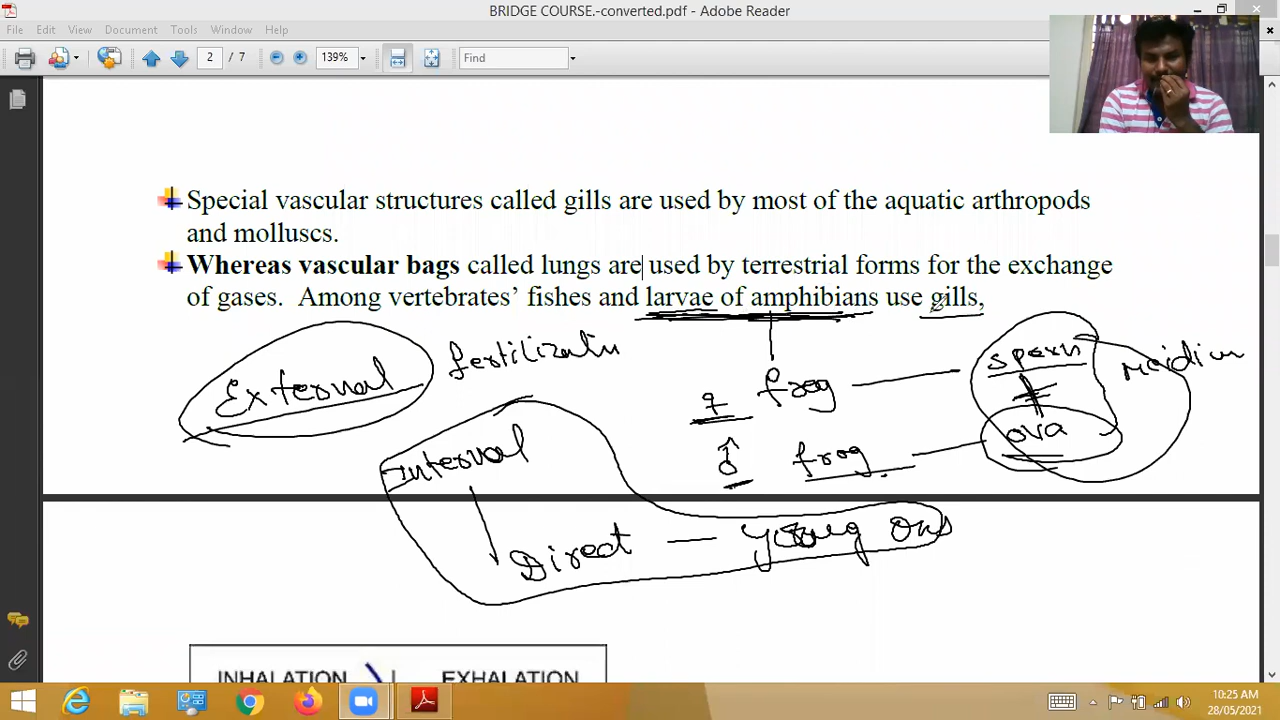 BRIDGE COURSE.-converted.pdf - Adobe Reader
File Edit View Document Tools Window Help
2 / 7 139% Find
Special vascular structures called gills are used by most of the aquatic arthropods
and molluscs.
Whereas vascular bags called lungs are used by terrestrial forms for the exchange
of gases. Among vertebrates’ fishes and larvae of amphibians use gills,
External fertilizatin
sperm
meidium
♀ frog
ova
Internal ♂ frog
Direct — young ons
INHALATION EXHALATION
10:25 AM
28/05/2021